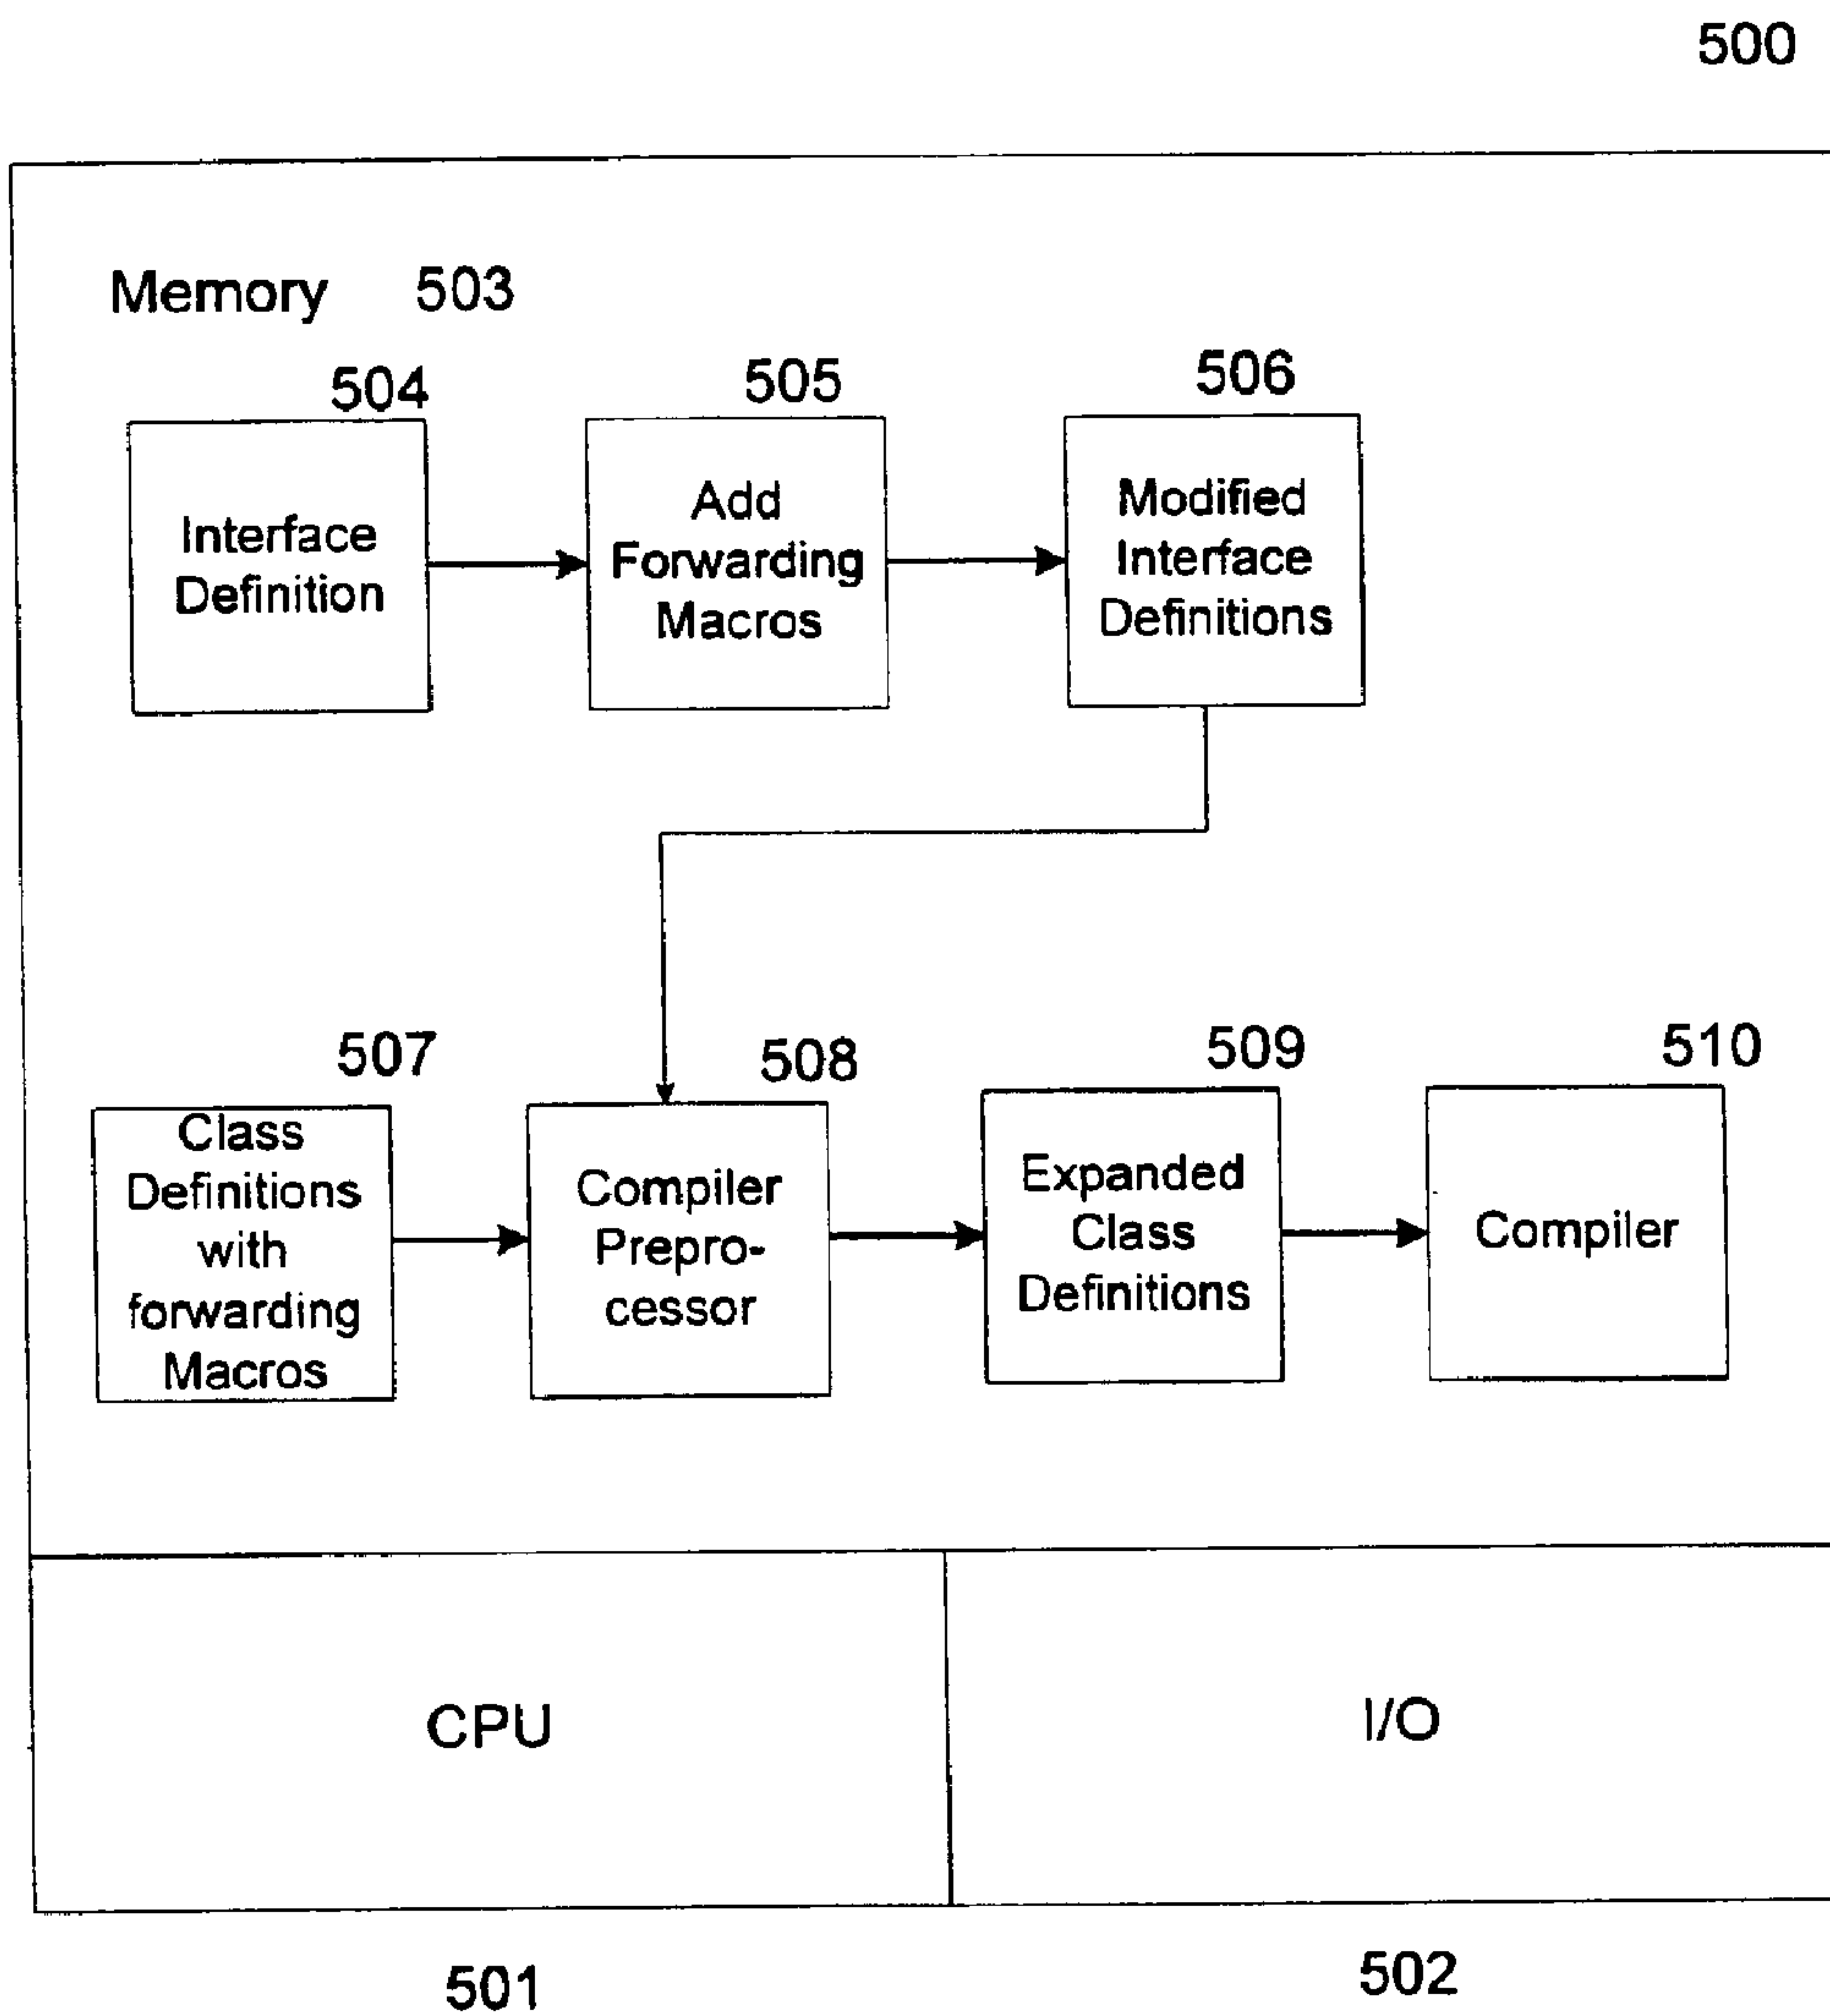 500
Memory 503
504
Interface
Definition
505
Add
Forwarding
Macros
506
Modified
Interface
Definitions
507
Class
Definitions
with
forwarding
Macros
508
Compiler
Prepro-
cessor
509
Expanded
Class
Definitions
510
Compiler
CPU
I/O
501
502